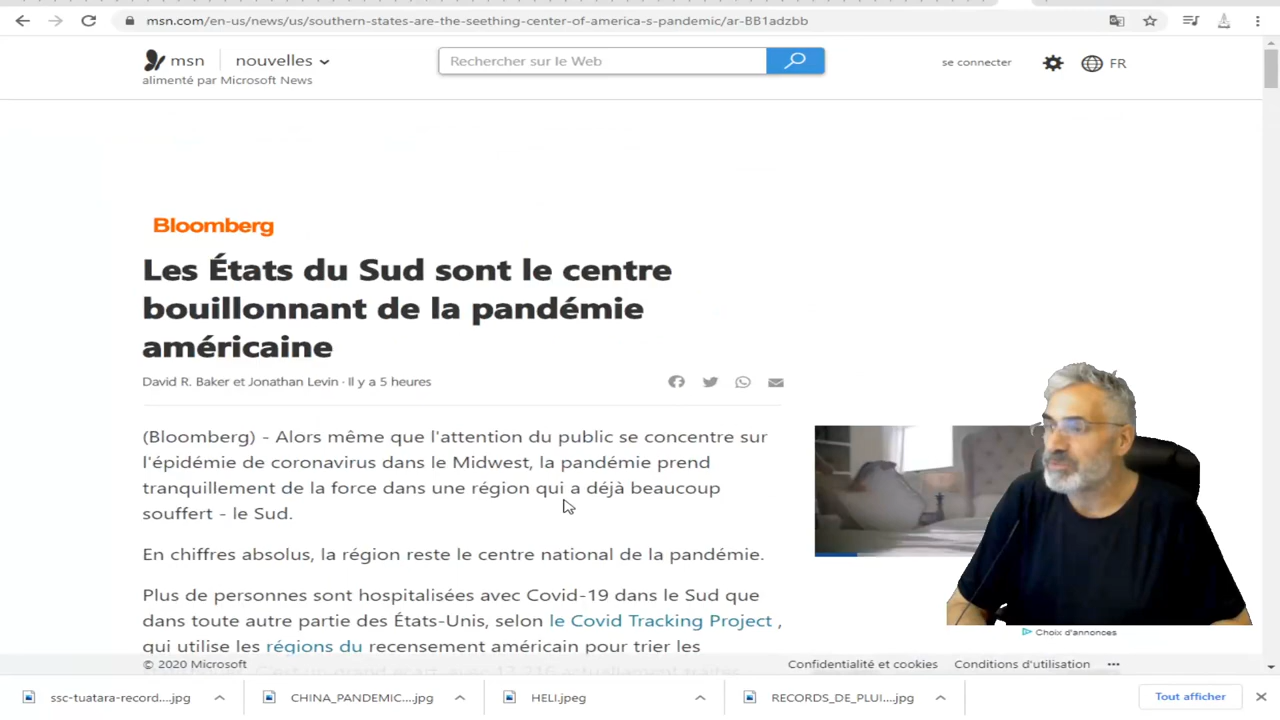 msn.com/en-us/news/us/southern-states-are-the-seething-center-of-america-s-pandemic/ar-BB1adzbb
msn nouvelles
Rechercher sur le Web
se connecter
FR
alimenté par Microsoft News
Bloomberg
Les États du Sud sont le centre
bouillonnant de la pandémie
américaine
David R. Baker et Jonathan Levin · Il y a 5 heures
(Bloomberg) - Alors même que l'attention du public se concentre sur
l'épidémie de coronavirus dans le Midwest, la pandémie prend
tranquillement de la force dans une région qui a déjà beaucoup
souffert - le Sud.
En chiffres absolus, la région reste le centre national de la pandémie.
Plus de personnes sont hospitalisées avec Covid-19 dans le Sud que
dans toute autre partie des États-Unis, selon le Covid Tracking Project ,
qui utilise les régions du recensement américain pour trier les
Choix d'annonces
© 2020 Microsoft
Confidentialité et cookies
Conditions d'utilisation
•••
ssc-tuatara-record....jpg
CHINA_PANDEMIC....jpg
HELI.jpeg
RECORDS_DE_PLUI....jpg
Tout afficher